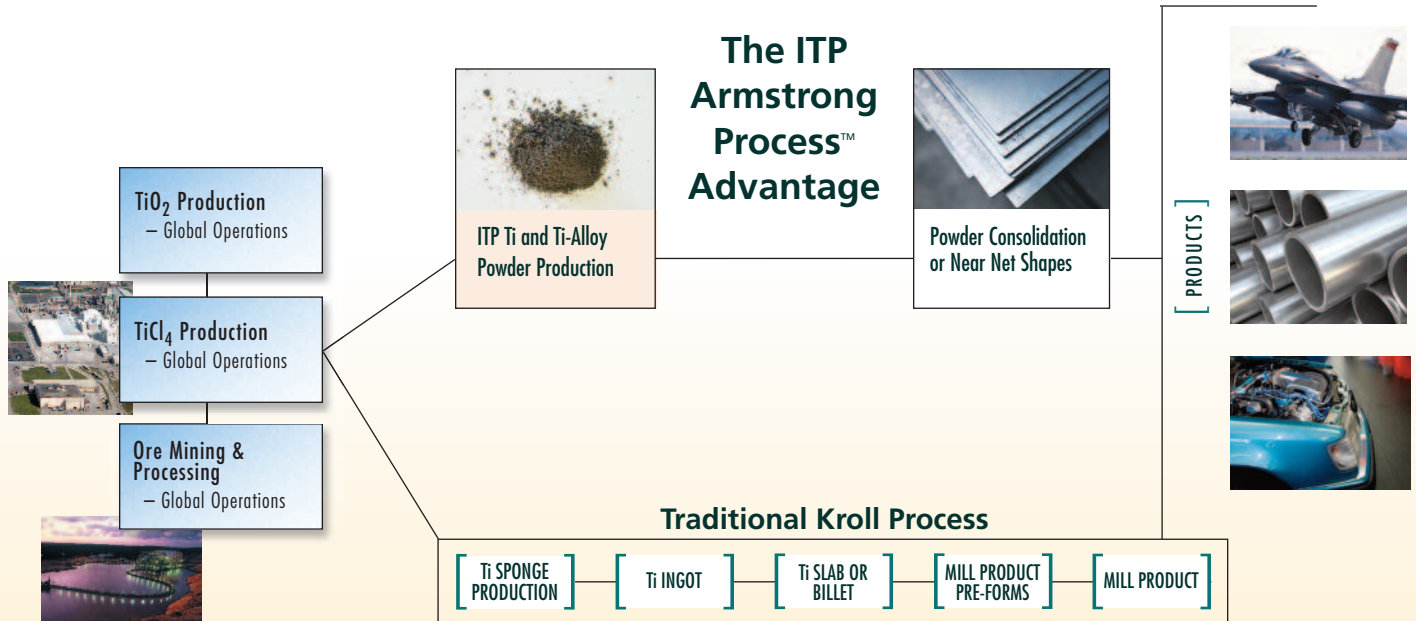 The ITP
Armstrong
Process™
Advantage
TiO₂ Production
– Global Operations
TiCl₄ Production
– Global Operations
Ore Mining &
Processing
– Global Operations
ITP Ti and Ti-Alloy
Powder Production
Powder Consolidation
or Near Net Shapes
[ PRODUCTS ]
Traditional Kroll Process
Ti SPONGE
PRODUCTION
Ti INGOT
Ti SLAB OR
BILLET
MILL PRODUCT
PRE-FORMS
MILL PRODUCT